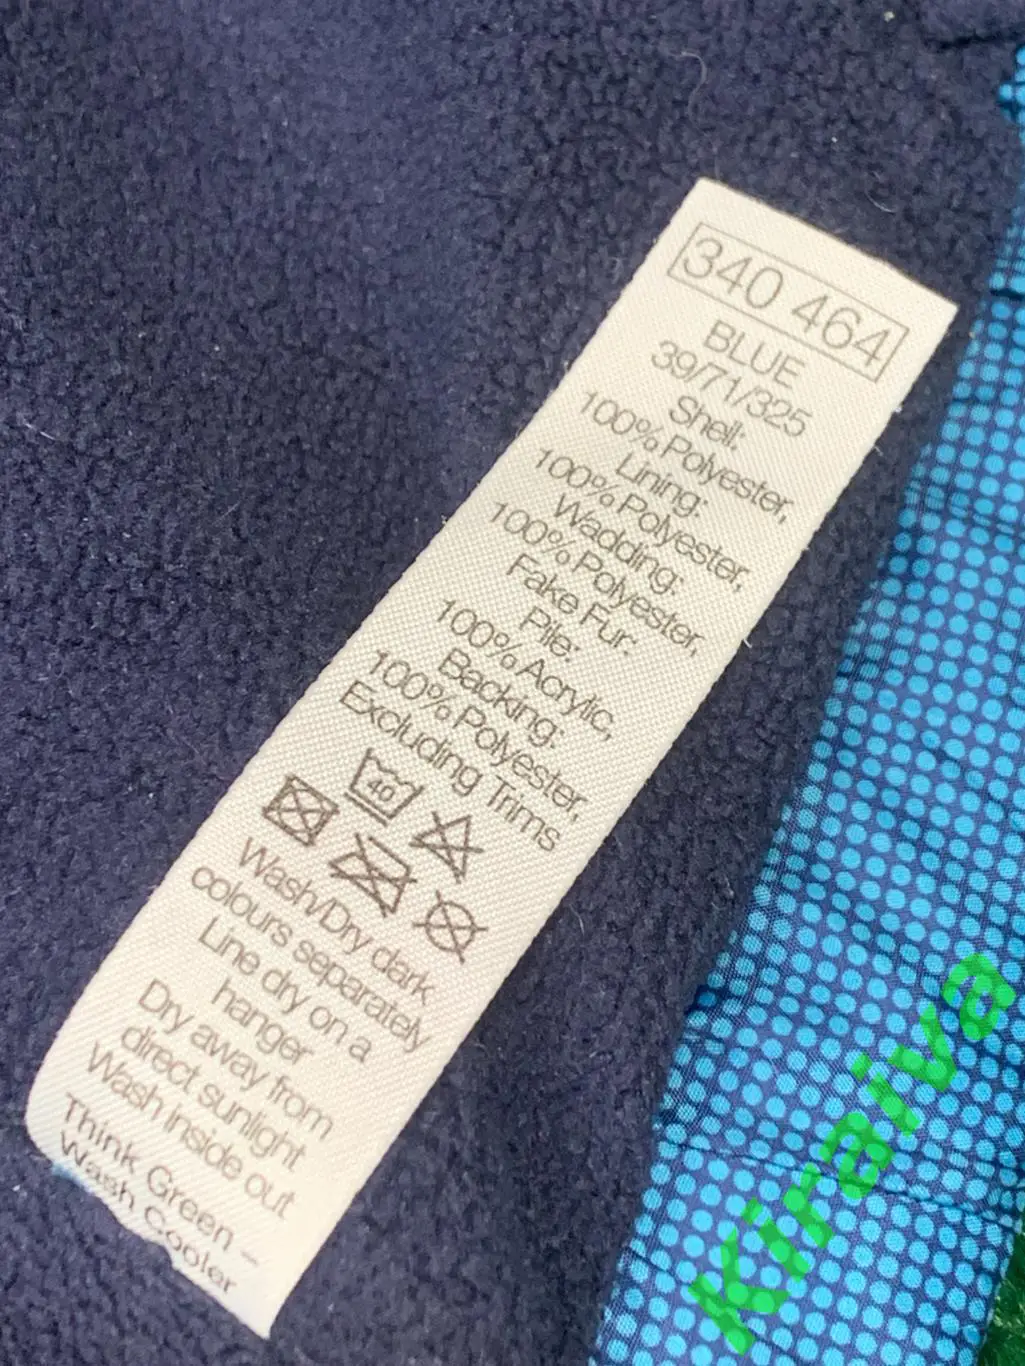 340 464
BLUE
39/71/325
Shell:
100% Polyester,
Lining:
100% Polyester,
Wadding:
100% Polyester,
Fake Fur:
Pile:
100% Acrylic,
Backing:
100% Polyester,
Excluding Trims
40°
Wash/Dry dark
colours separately
Line dry on a
hanger
Dry away from
direct sunlight
Wash inside out
Think Green –
Wash Cooler
Kiraiva